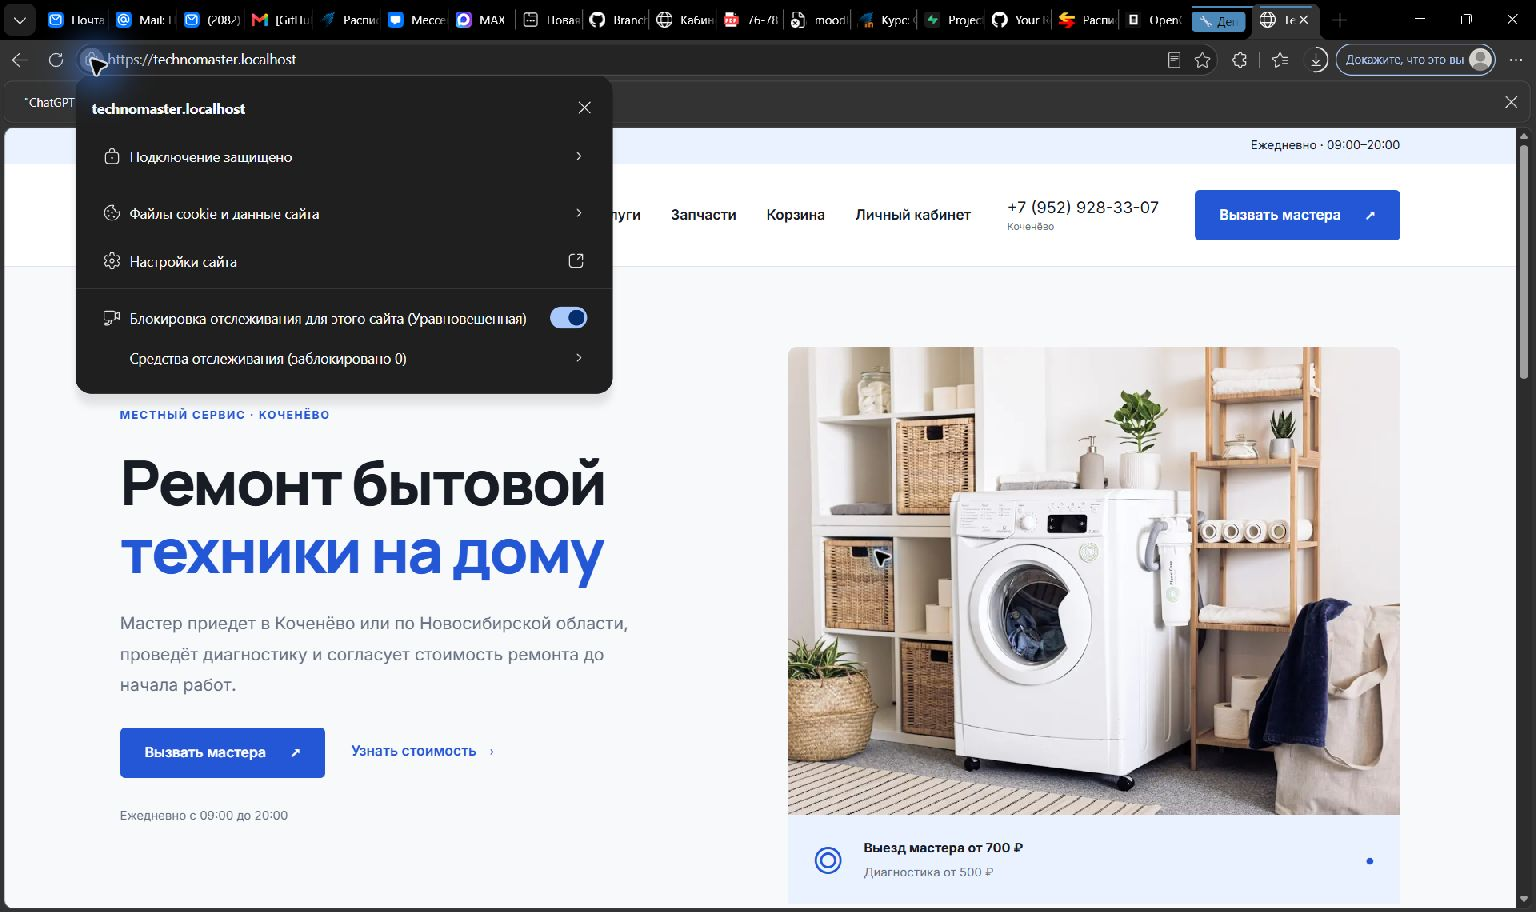 Почта
Mail:
(2082)
Распис
Мессе
MAX
Новая
Branch
Кабин
76-78
mood
Курс:
Project
Your R
Распи
Деп
Те
https://technomaster.localhost
Докажите, что это вы
"ChatGPT
technomaster.localhost
Подключение защищено
Файлы cookie и данные сайта
Настройки сайта
Блокировка отслеживания для этого сайта (Уравновешенная)
Средства отслеживания (заблокировано 0)
Ежедневно · 09:00–20:00
луги
Запчасти
Корзина
Личный кабинет
+7 (952) 928-33-07
Коченёво
Вызвать мастера ↗
МЕСТНЫЙ СЕРВИС · КОЧЕНЁВО
Ремонт бытовой
техники на дому
Мастер приедет в Коченёво или по Новосибирской области,
проведёт диагностику и согласует стоимость ремонта до
начала работ.
Вызвать мастера ↗
Узнать стоимость ›
Ежедневно с 09:00 до 20:00
Выезд мастера от 700 ₽
Диагностика от 500 ₽